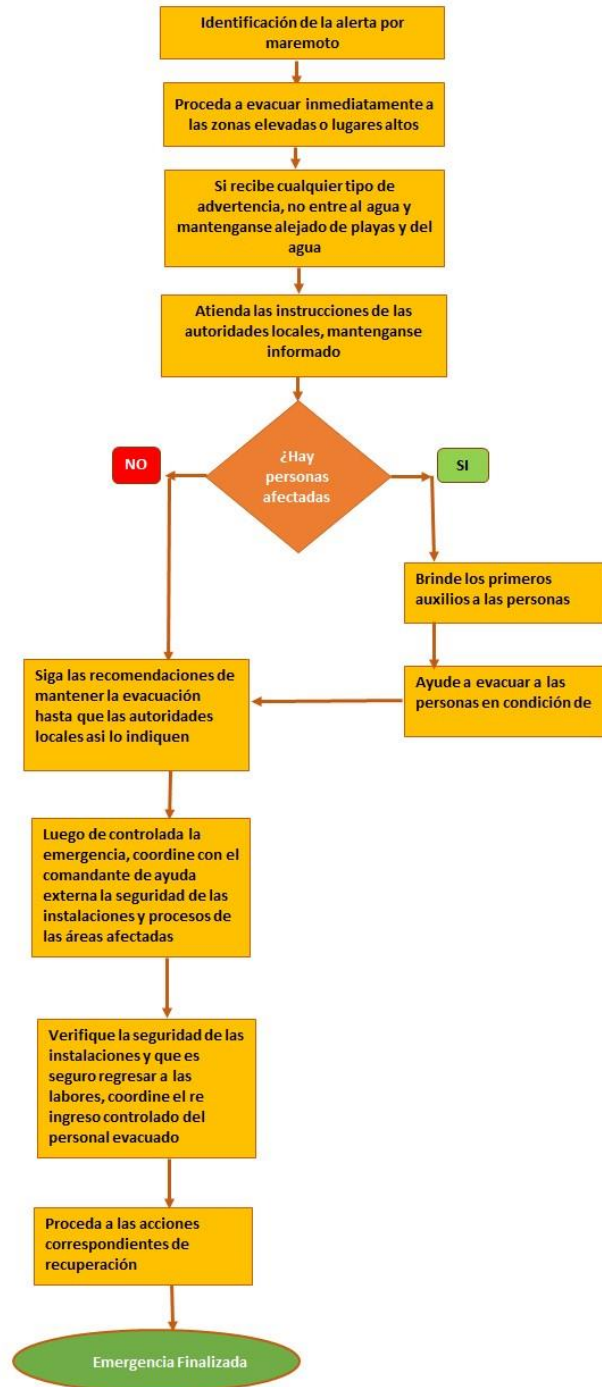 Identificación de la alerta por
maremoto
Proceda a evacuar inmediatamente a
las zonas elevadas o lugares altos
Si recibe cualquier tipo de
advertencia, no entre al agua y
mantenganse alejado de playas y del
agua
Atienda las instrucciones de las
autoridades locales, mantenganse
informado
¿Hay
personas
afectadas
NO
SI
Brinde los primeros
auxilios a las personas
Ayude a evacuar a las
personas en condición de
Siga las recomendaciones de
mantener la evacuación
hasta que las autoridades
locales asi lo indiquen
Luego de controlada la
emergencia, coordine con el
comandante de ayuda
externa la seguridad de las
instalaciones y procesos de
las áreas afectadas
Verifique la seguridad de las
instalaciones y que es
seguro regresar a las
labores, coordine el re
ingreso controlado del
personal evacuado
Proceda a las acciones
correspondientes de
recuperación
Emergencia Finalizada